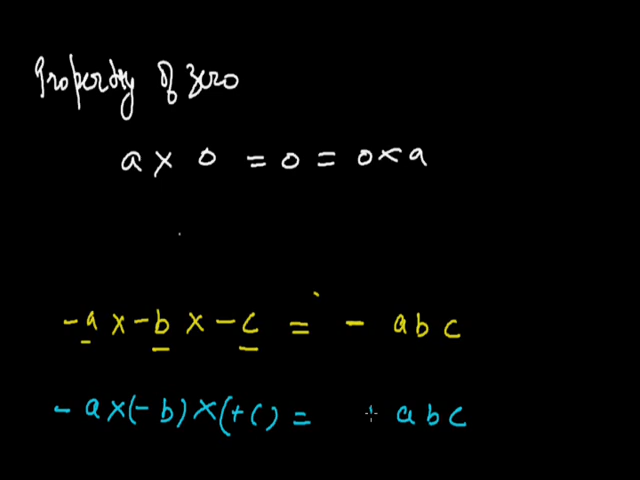 Property of zero
a × 0 = 0 = 0 × a
-a × -b × -c = - abc
- a × (-b) × (+c) = + abc